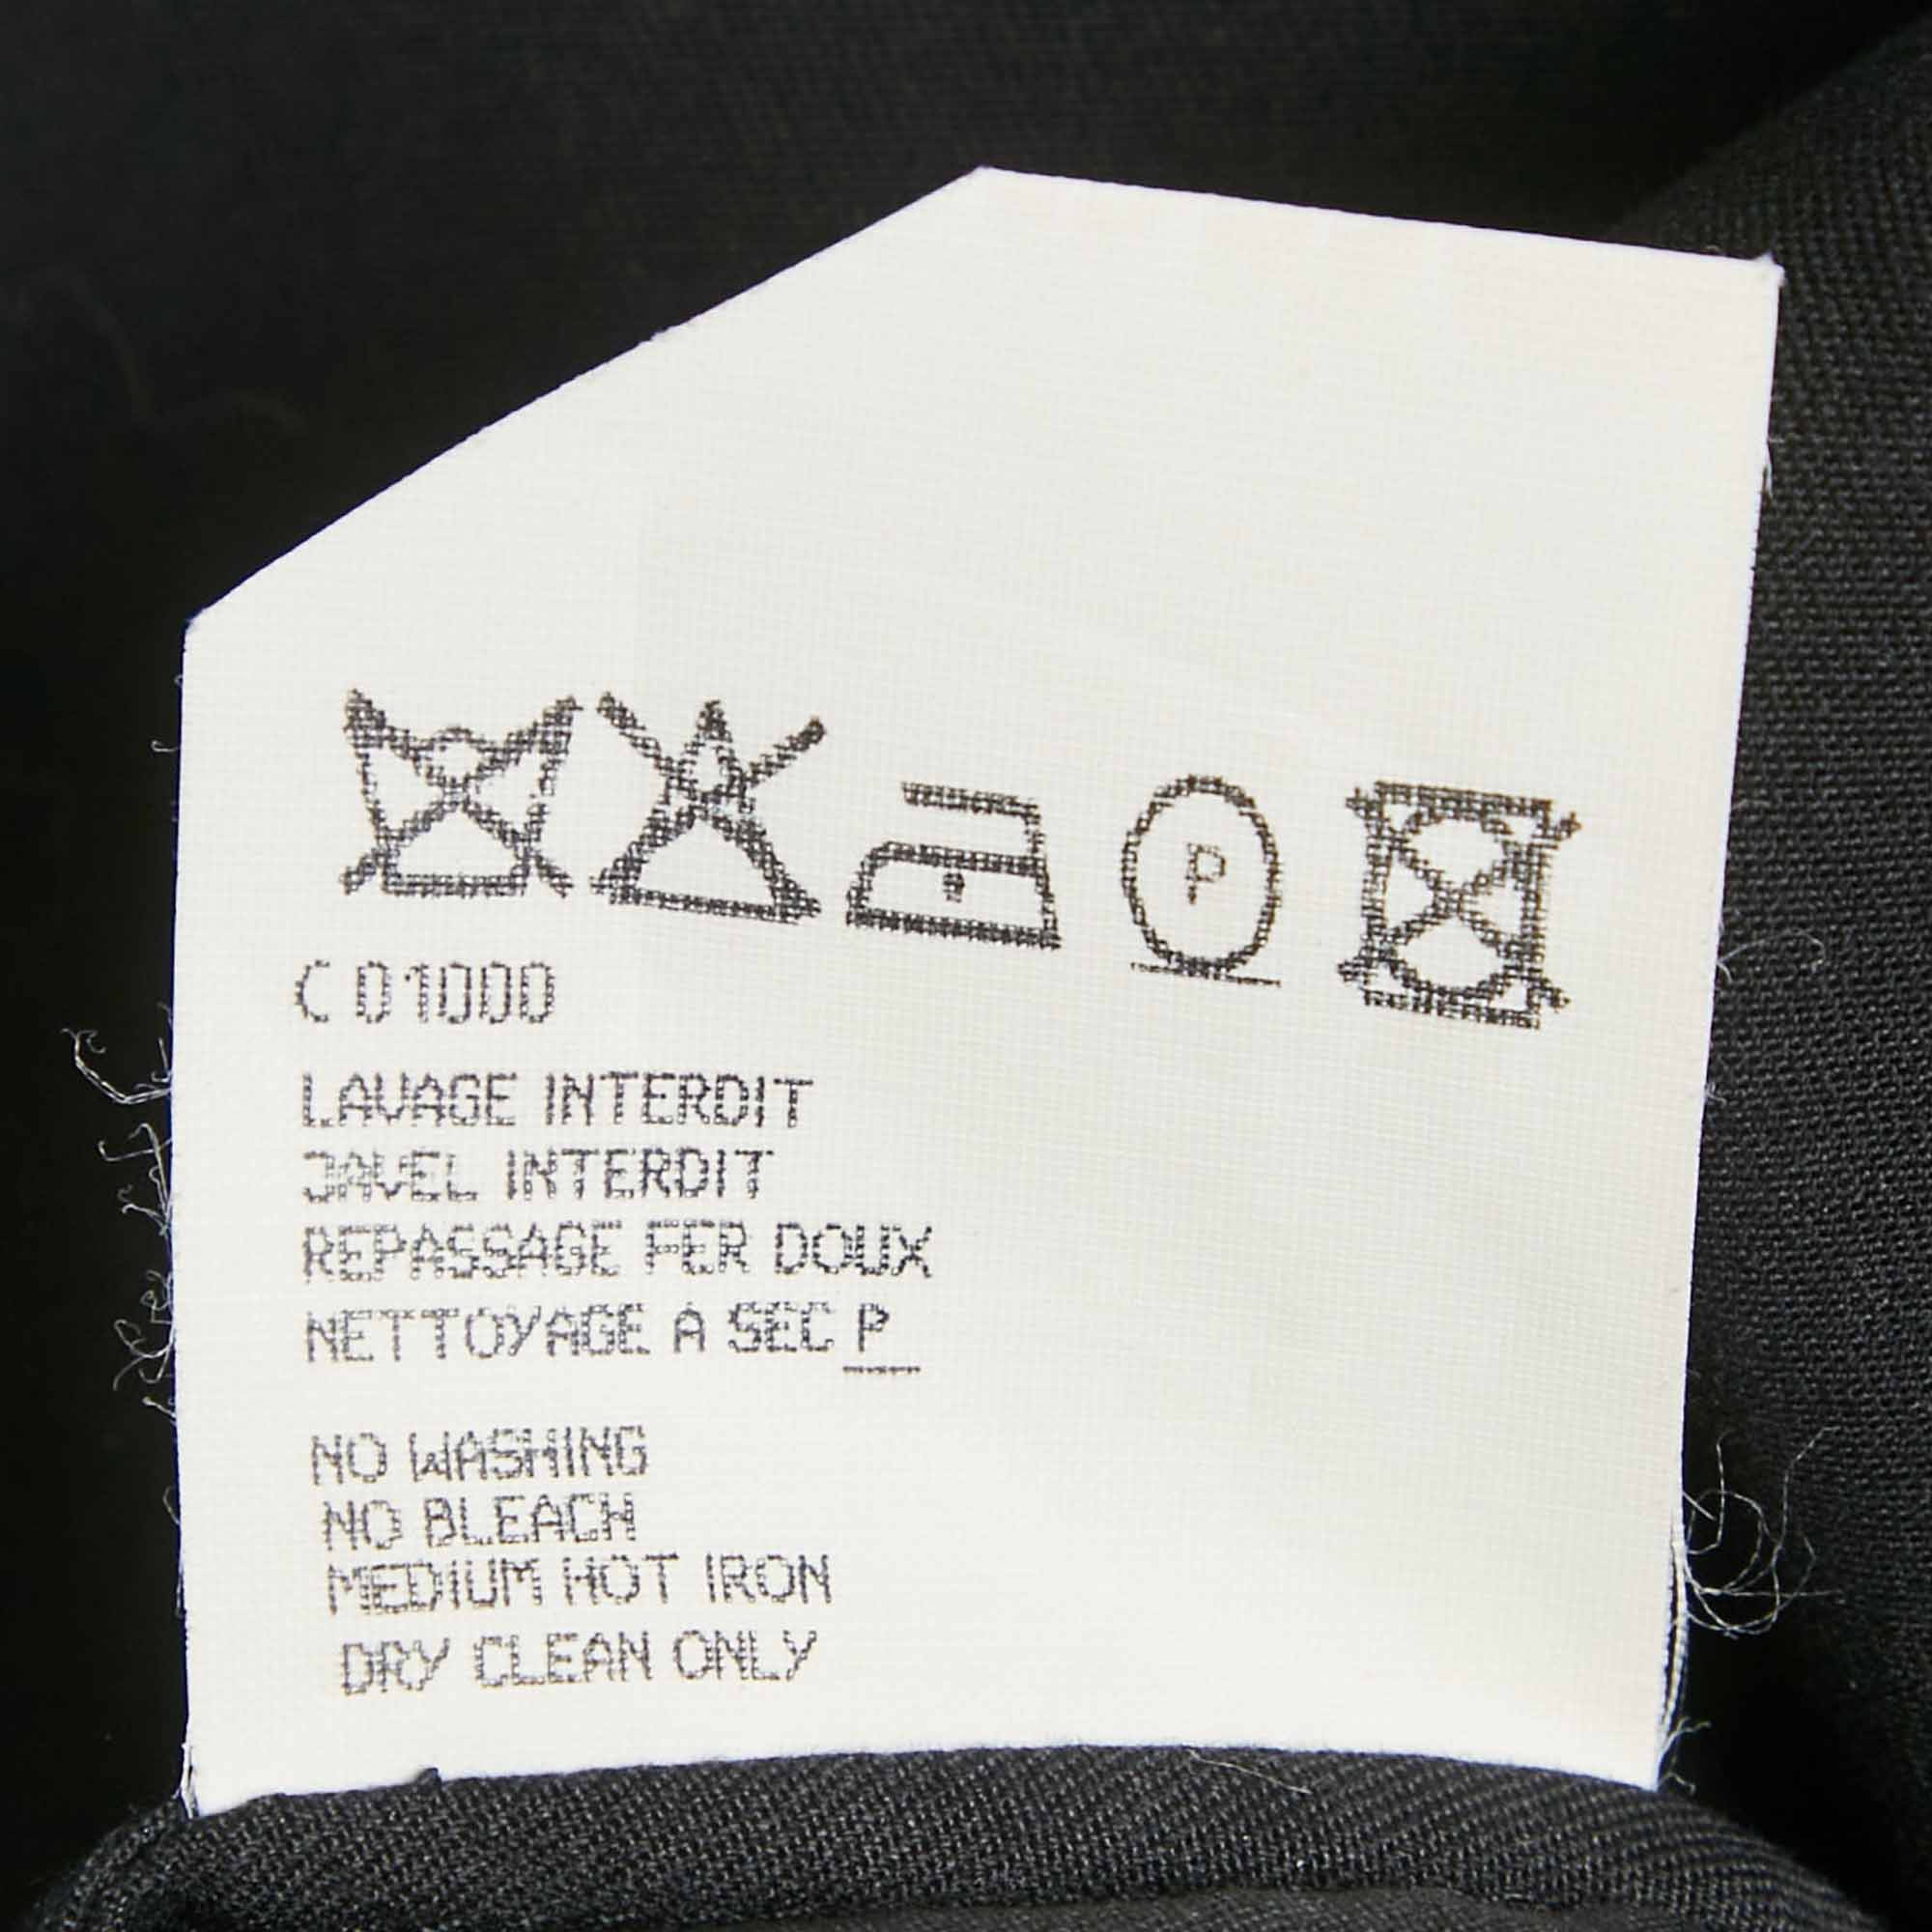 P
C D1000
LAVAGE INTERDIT
JAVEL INTERDIT
REPASSAGE FER DOUX
NETTOYAGE A SEC P
NO WASHING
NO BLEACH
MEDIUM HOT IRON
DRY CLEAN ONLY